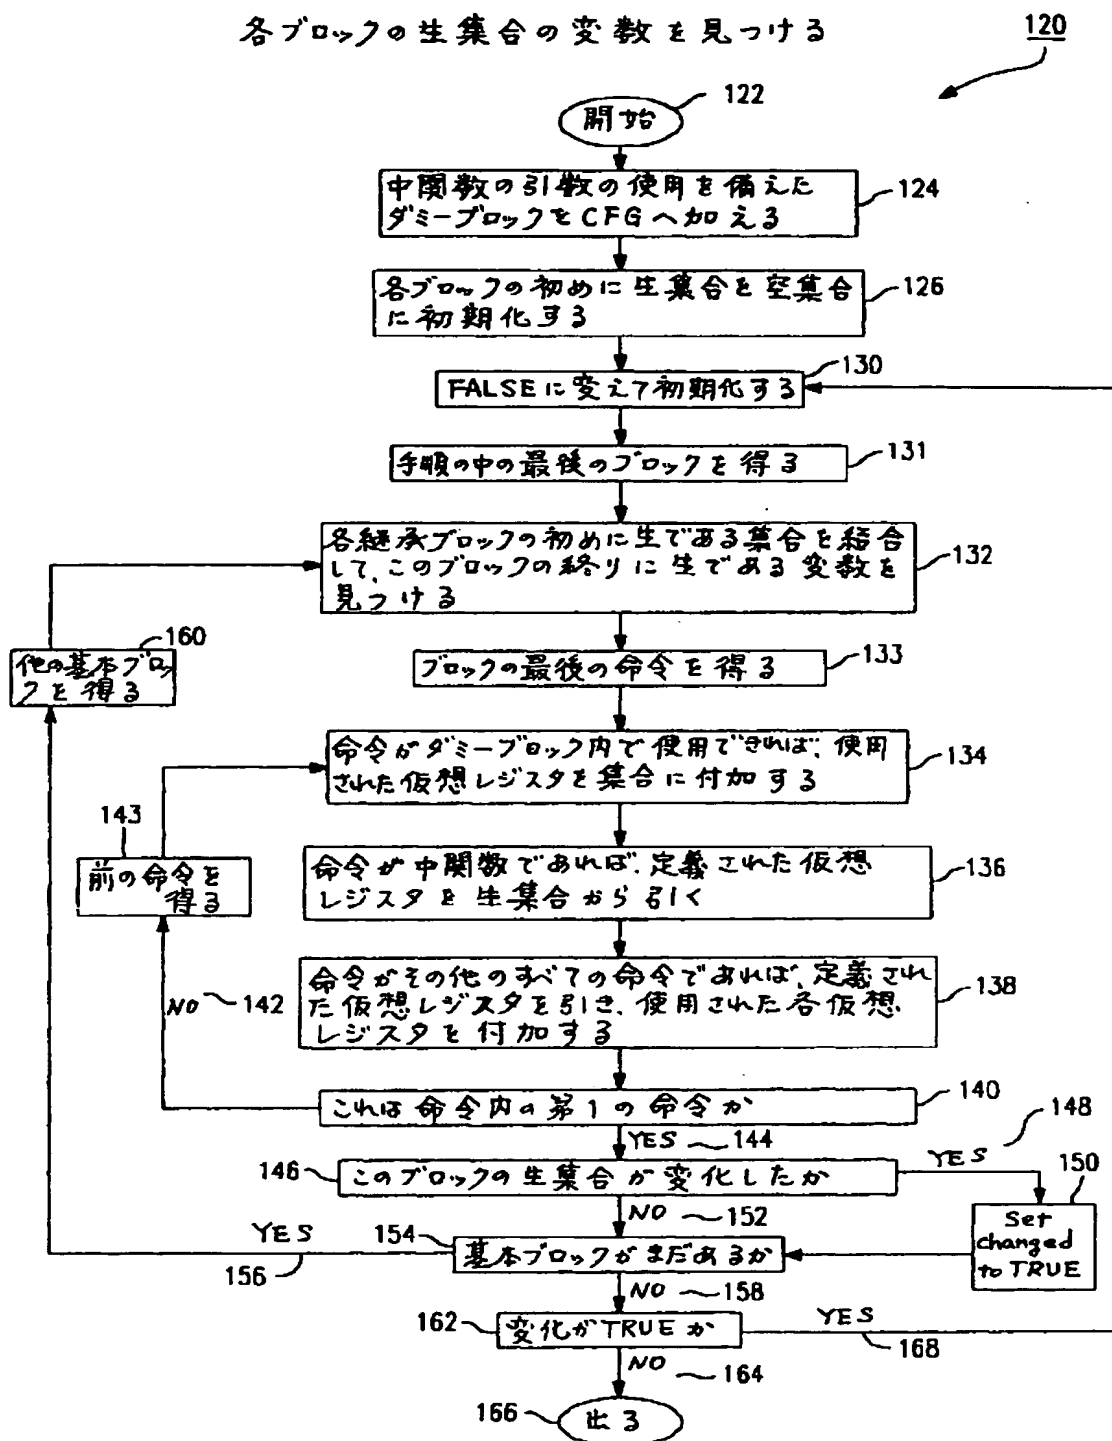 各ブロックの生集合の変数を見つける
120
122
開始
中関数の引数の使用を備えた
ダミーブロックをCFGへ加える
124
各ブロックの初めに生集合を空集合
に初期化する
126
130
FALSEに変えて初期化する
手順の中の最後のブロックを得る
131
各継承ブロックの初めに生である集合を結合
して、このブロックの終りに生である変数を
見つける
132
160
他の基本ブロッ
クを得る
ブロックの最後の命令を得る
133
命令がダミーブロック内で使用できれば、使用
された仮想レジスタを集合に付加する
134
143
前の命令を
得る
命令が中関数であれば、定義された仮想
レジスタを生集合から引く
136
命令がその他のすべての命令であれば、定義され
た仮想レジスタを引き、使用された各仮想
レジスタを付加する
138
NO
142
これは命令内の第1の命令か
140
YES
144
148
146
このブロックの生集合が変化したか
YES
150
Set
changed
to TRUE
NO
152
154
YES
基本ブロックがまだあるか
156
NO
158
162
変化がTRUEか
YES
168
NO
164
166
出る